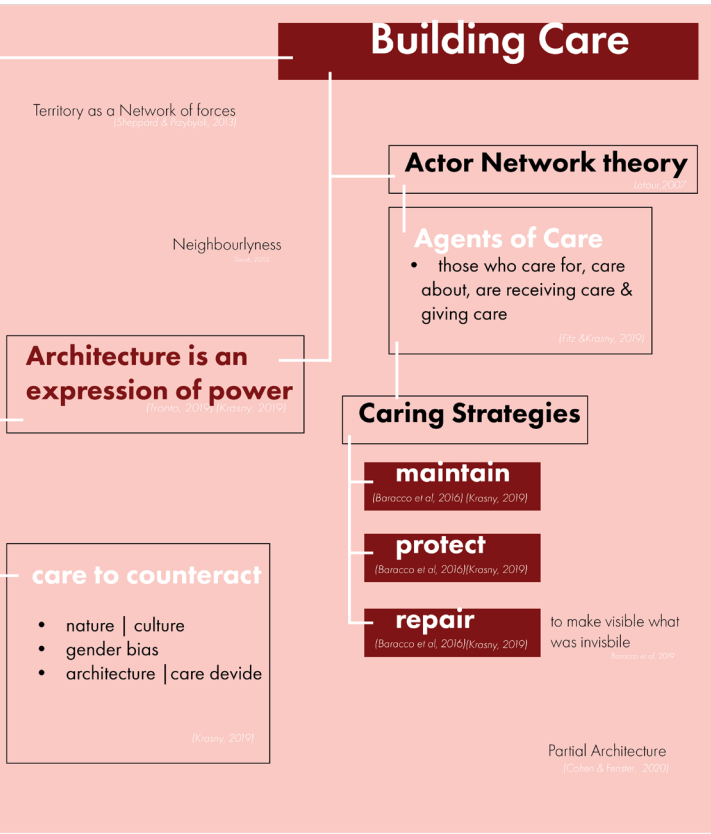 Building Care
Territory as a Network of forces
Actor Network theory
Latour,2007
Neighbourlyness
Agents of Care
• those who care for, care
about, are receiving care &
giving care
(Fitz &Krasny, 2019)
Architecture is an
expression of power
(Tronto, 2019) (Krasny, 2019)
Caring Strategies
maintain
(Baracco et al, 2016) (Krasny, 2019)
protect
(Baracco et al, 2016)(Krasny, 2019)
repair
(Baracco et al, 2016)(Krasny, 2019)
to make visible what
was invisbile
Baracco et al, 2019
care to counteract
• nature | culture
• gender bias
• architecture |care devide
(Krasny, 2019)
Partial Architecture
(Cohen & Fenster, 2020)